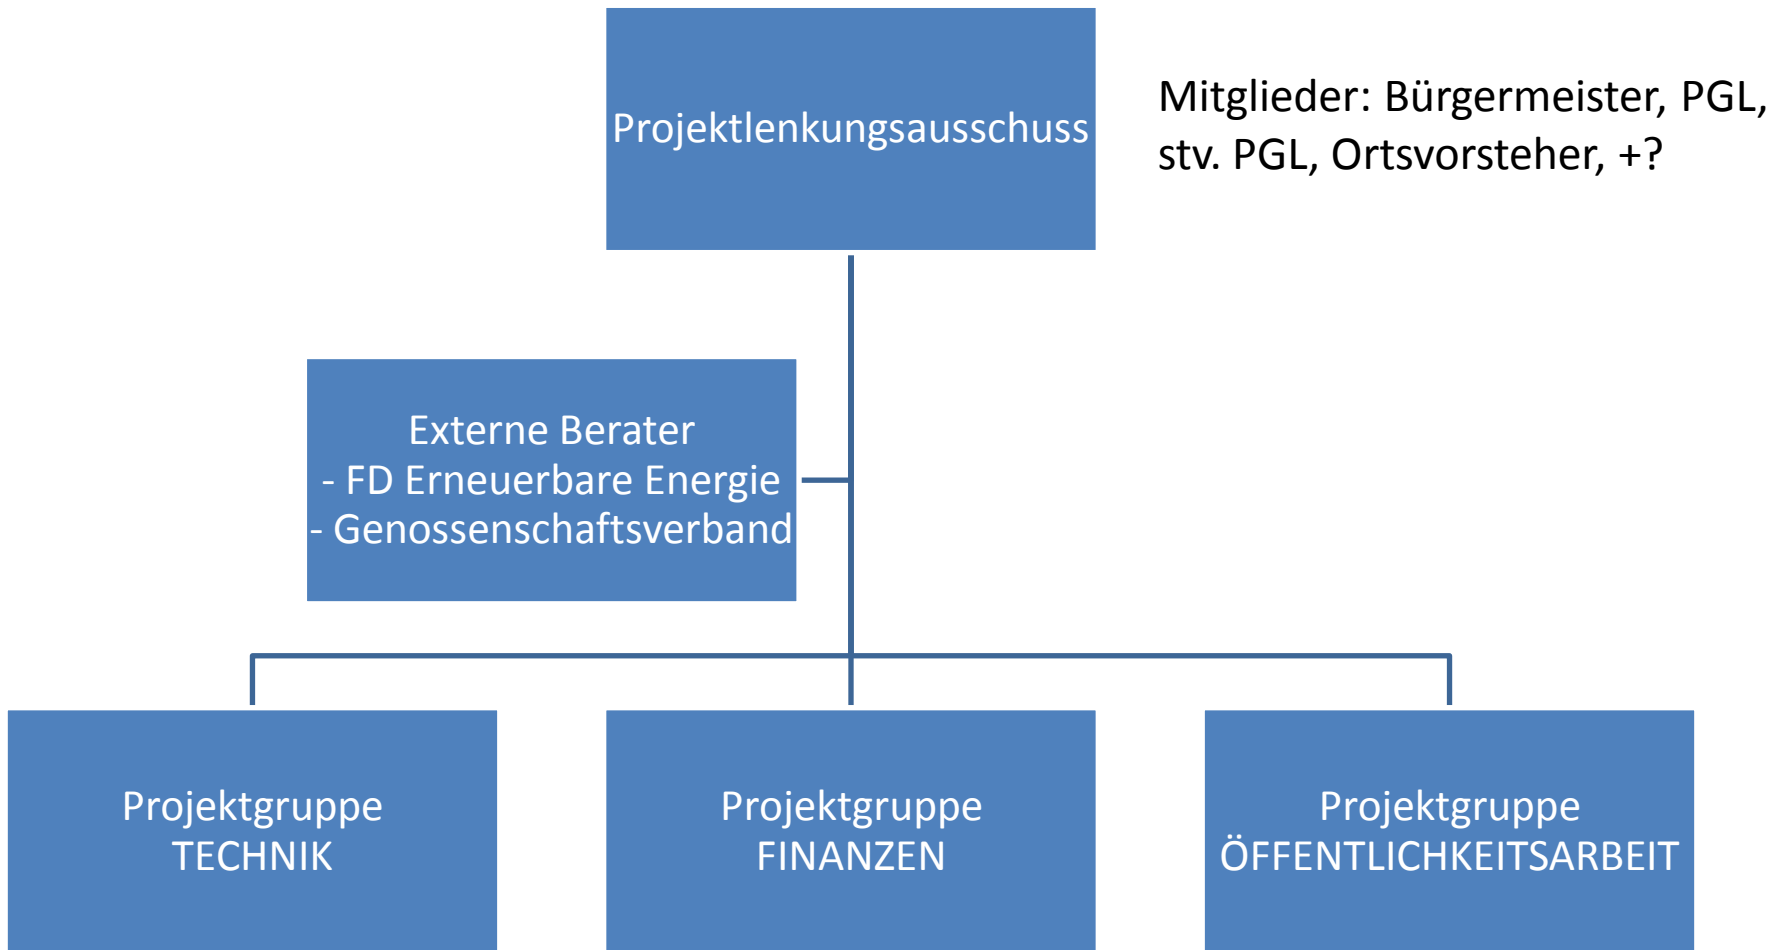 Projektlenkungsausschuss
Mitglieder: Bürgermeister, PGL,
stv. PGL, Ortsvorsteher, +?
Externe Berater
- FD Erneuerbare Energie
- Genossenschaftsverband
Projektgruppe
TECHNIK
Projektgruppe
FINANZEN
Projektgruppe
ÖFFENTLICHKEITSARBEIT